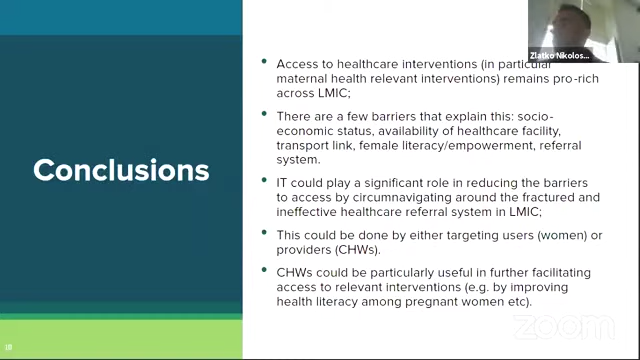 Zlatko Nikolos...
Conclusions
• Access to healthcare interventions (in particular
maternal health relevant interventions) remains pro-rich
across LMIC;
• There are a few barriers that explain this: socio-
economic status, availability of healthcare facility,
transport link, female literacy/empowerment, referral
system.
• IT could play a significant role in reducing the barriers
to access by circumnavigating around the fractured and
ineffective healthcare referral system in LMIC;
• This could be done by either targeting users (women) or
providers (CHWs).
• CHWs could be particularly useful in further facilitating
access to relevant interventions (e.g. by improving
health literacy among pregnant women etc).
18
zoom